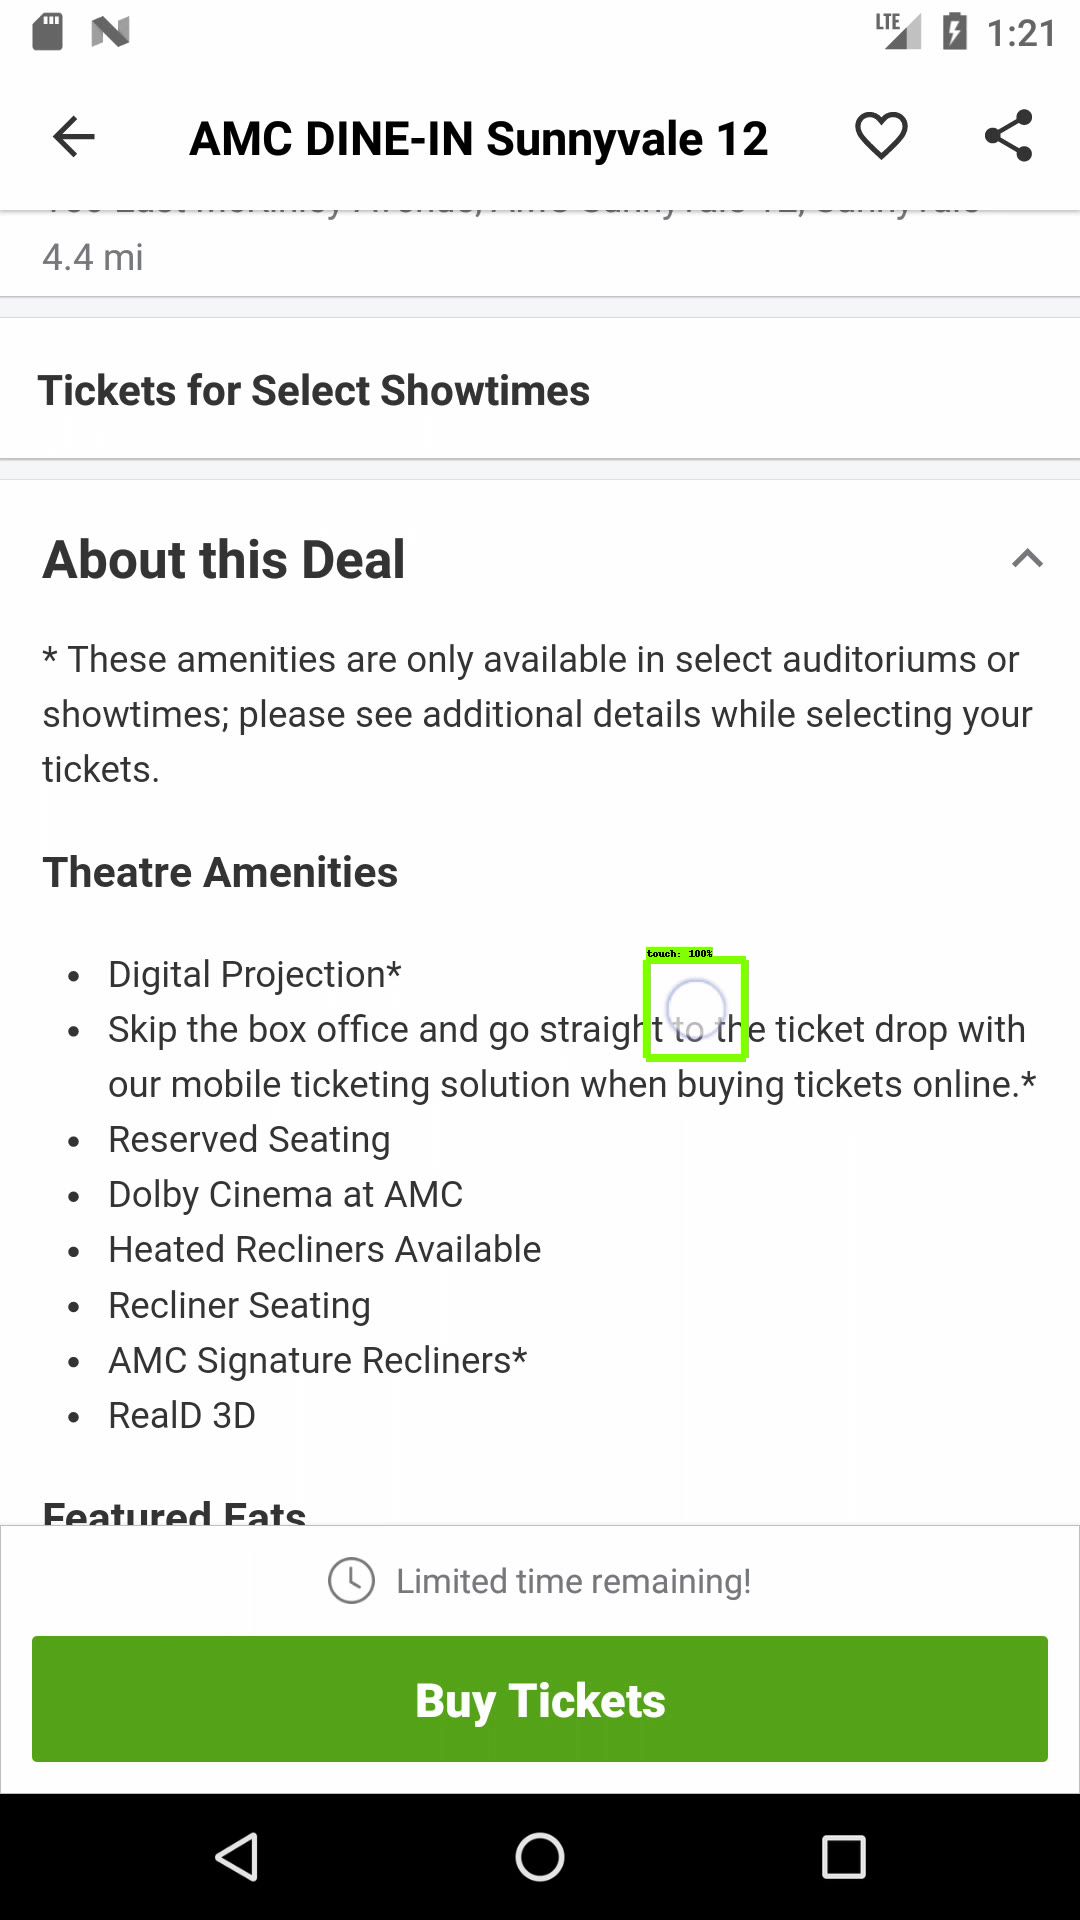 LTE 1:21
AMC DINE-IN Sunnyvale 12
4.4 mi
Tickets for Select Showtimes
About this Deal
* These amenities are only available in select auditoriums or
showtimes; please see additional details while selecting your
tickets.
Theatre Amenities
touch: 100%
• Digital Projection*
• Skip the box office and go straight to the ticket drop with
our mobile ticketing solution when buying tickets online.*
• Reserved Seating
• Dolby Cinema at AMC
• Heated Recliners Available
• Recliner Seating
• AMC Signature Recliners*
• RealD 3D
Featured Eats
Limited time remaining!
Buy Tickets